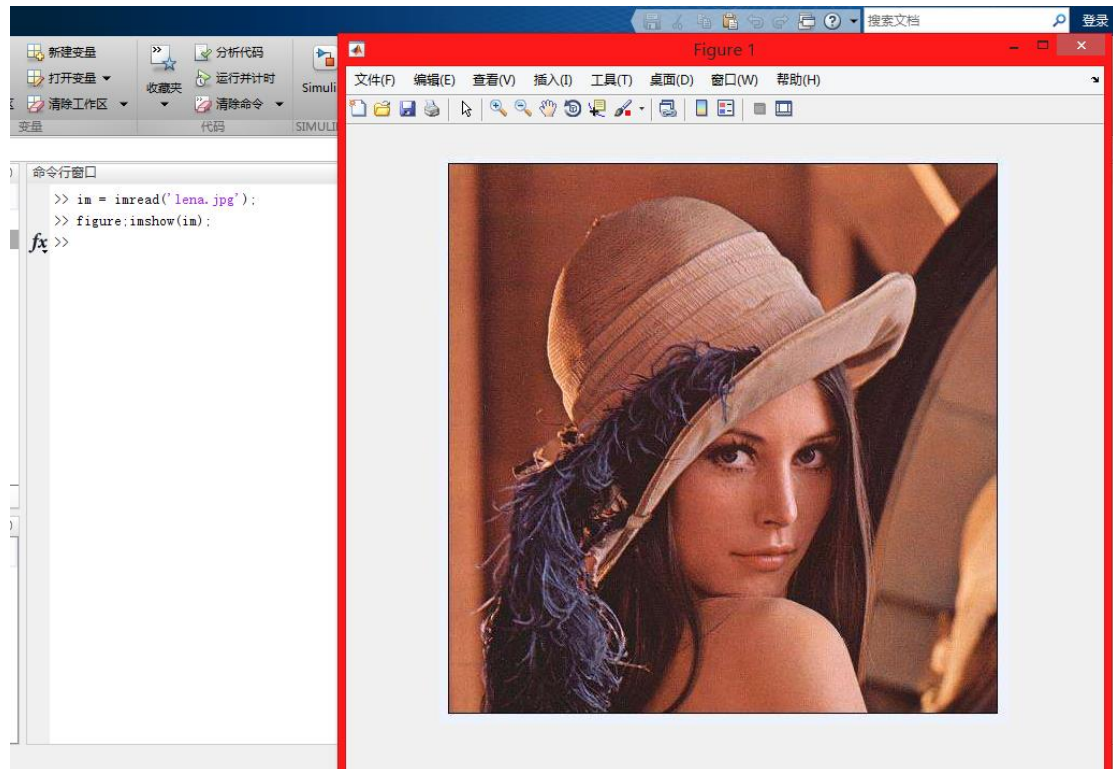 搜索文档 登录
新建变量 分析代码
打开变量 收藏夹 运行并计时 Simuli
清除工作区 清除命令
变量 代码 SIMULI
Figure 1
文件(F) 编辑(E) 查看(V) 插入(I) 工具(T) 桌面(D) 窗口(W) 帮助(H)
命令行窗口
>> im = imread('lena.jpg');
>> figure;imshow(im);
fx >>